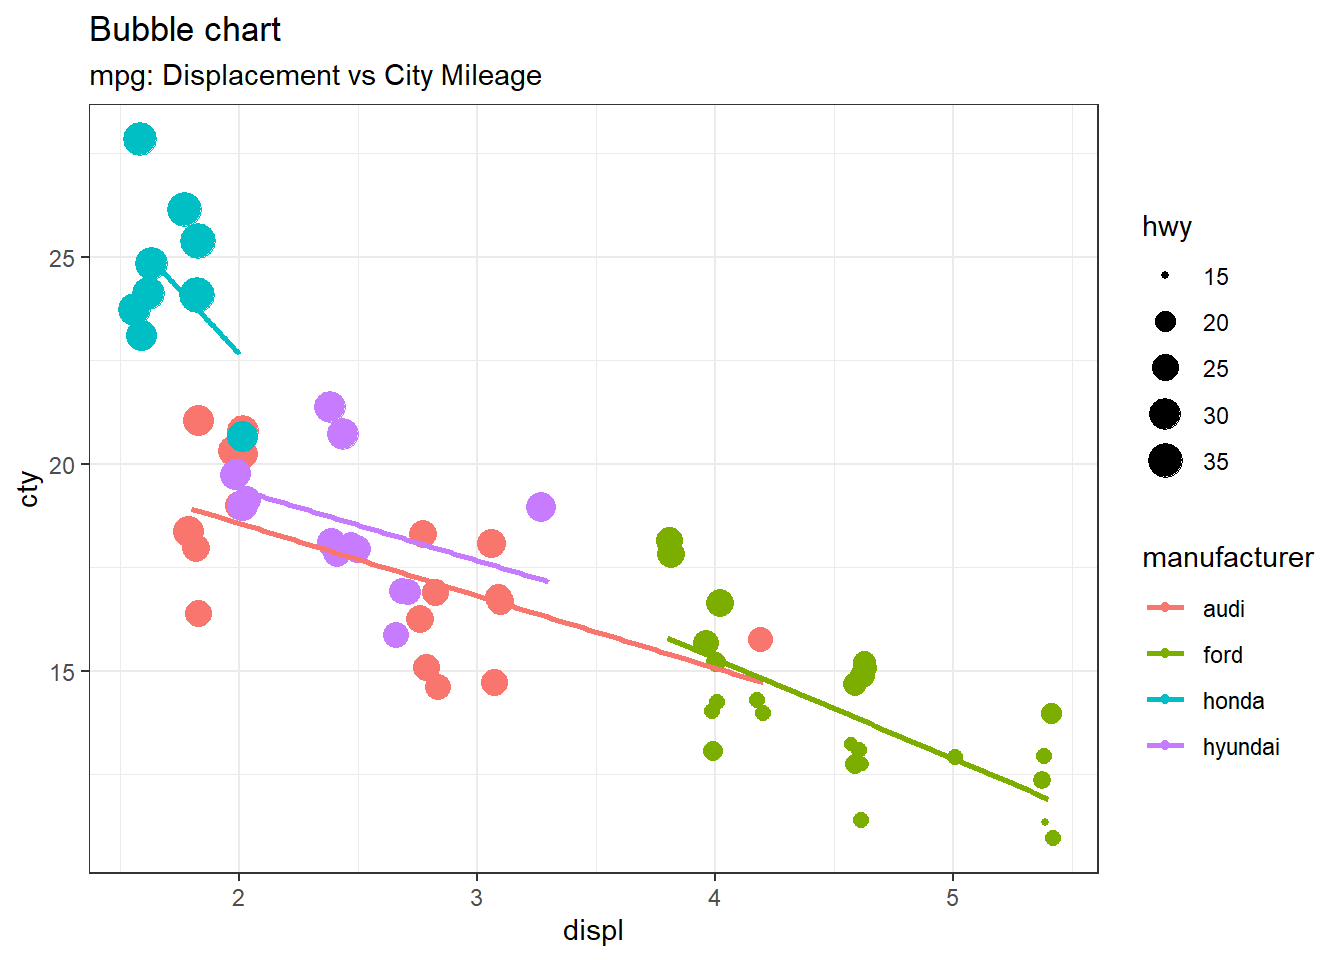 Bubble chart
mpg: Displacement vs City Mileage
25
20
15
cty
2
3
4
5
displ
hwy
15
20
25
30
35
manufacturer
audi
ford
honda
hyundai